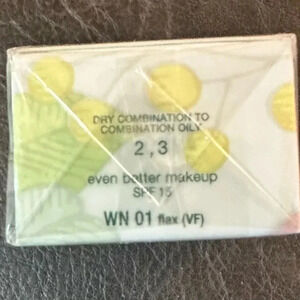 DRY COMBINATION TO
COMBINATION OILY
2 , 3
even better makeup
SPF 15
WN 01 flax (VF)